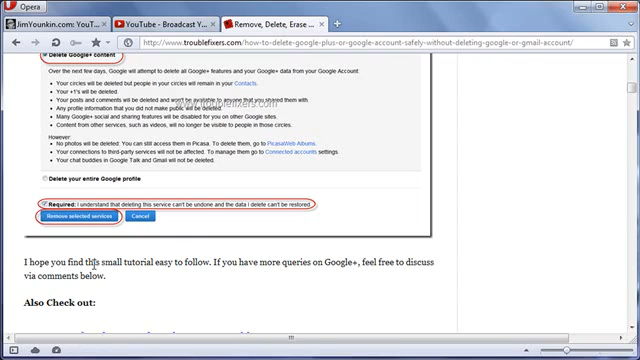 Opera
JimYounkin.com: YouT...
YouTube - Broadcast Y...
Remove, Delete, Erase ...
http://www.troublefixers.com/how-to-delete-google-plus-or-google-account-safely-without-deleting-google-or-gmail-account/
Delete Google+ content
Over the next few days, Google will attempt to delete all Google+ features and your Google+ data from your Google Account
Your circles will be deleted but people in your circles will remain in your Contacts.
Your +1's will be deleted.
Your posts and comments will be deleted and won't be available to anyone that you shared them with.
Any profile information that you did not make public will be deleted.
www.troublefixers.com
Many Google+ social and sharing features will be disabled for you on other Google sites.
Content from other services, such as videos, will no longer be visible to people in those circles.
However:
No photos will be deleted: You can still access them in Picasa. To delete them, go to PicasaWeb Albums.
Your connections to third-party services will not be affected. To manage them go to Connected accounts settings.
Your chat buddies in Google Talk and Gmail will not be deleted.
Delete your entire Google profile
Required: I understand that deleting this service can't be undone and the data I delete can't be restored.
Remove selected services
Cancel
I hope you find this small tutorial easy to follow. If you have more queries on Google+, feel free to discuss
via comments below.
Also Check out: